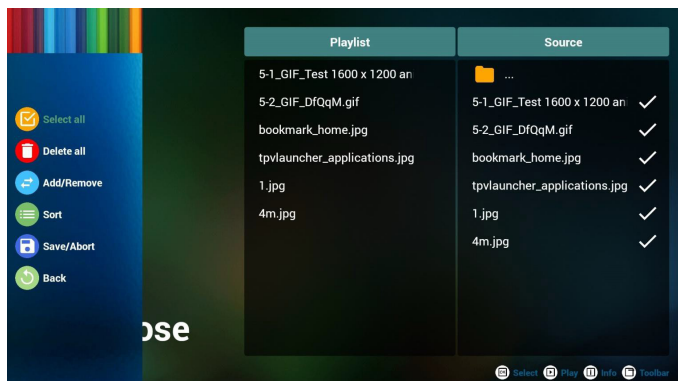 Playlist
Source
5-1_GIF_Test 1600 x 1200 an
5-2_GIF_DfQqM.gif
bookmark_home.jpg
tpvlauncher_applications.jpg
1.jpg
4m.jpg
...
5-1_GIF_Test 1600 x 1200 an
5-2_GIF_DfQqM.gif
bookmark_home.jpg
tpvlauncher_applications.jpg
1.jpg
4m.jpg
Select all
Delete all
Add/Remove
Sort
Save/Abort
Back
ose
Select Play Info Toolbar